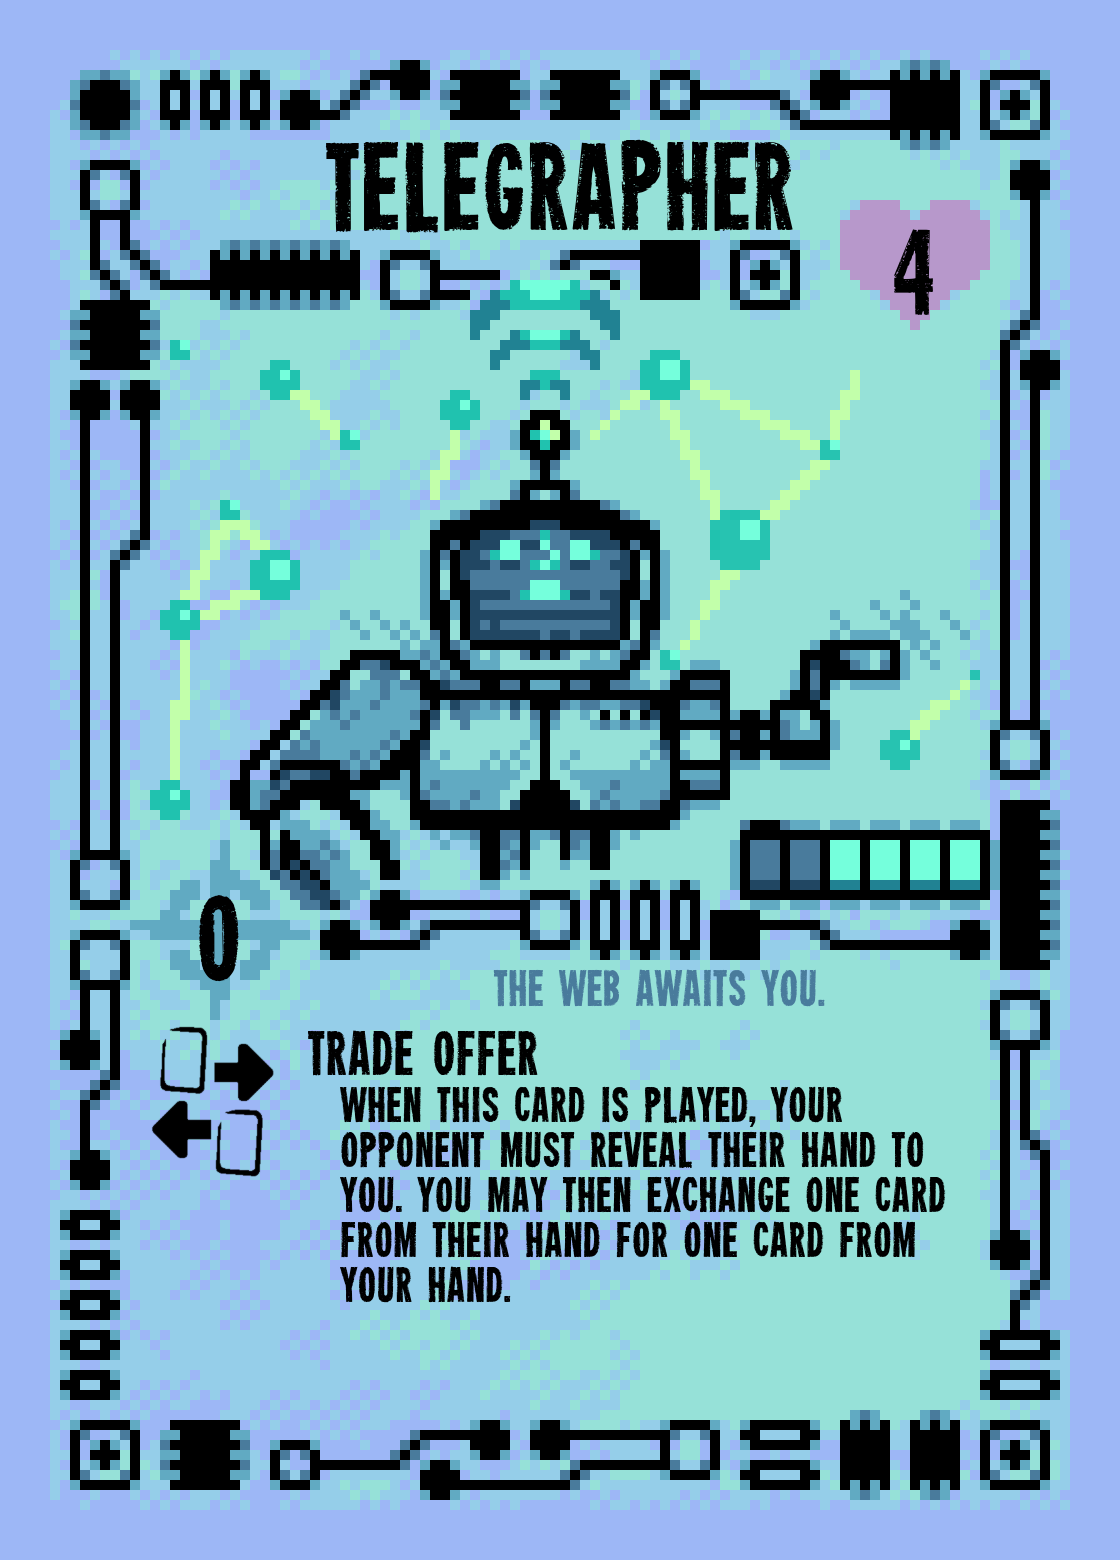 TELEGRAPHER
4
0
THE WEB AWAITS YOU.
TRADE OFFER
WHEN THIS CARD IS PLAYED, YOUR
OPPONENT MUST REVEAL THEIR HAND TO
YOU. YOU MAY THEN EXCHANGE ONE CARD
FROM THEIR HAND FOR ONE CARD FROM
YOUR HAND.